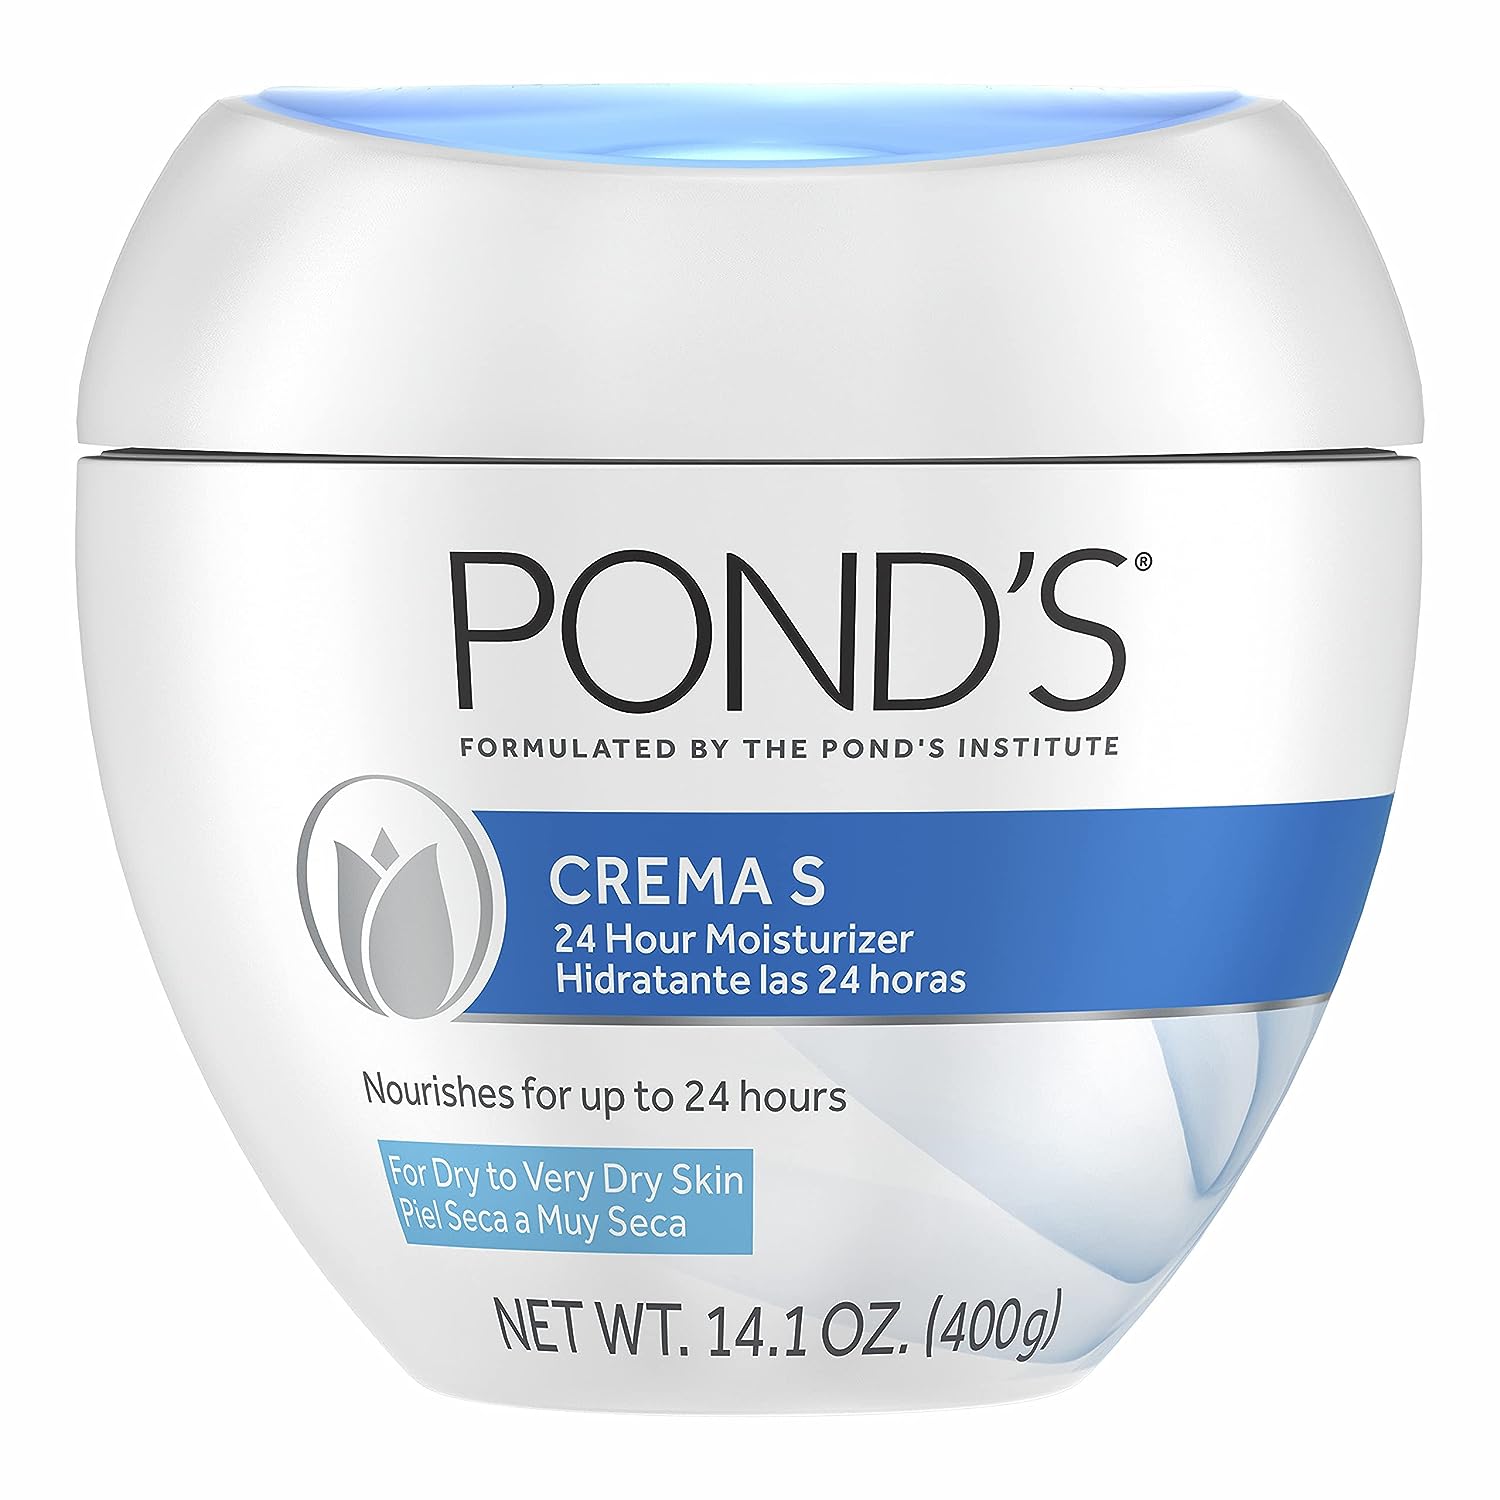 POND'S®
FORMULATED BY THE POND'S INSTITUTE
CREMA S
24 Hour Moisturizer
Hidratante las 24 horas
Nourishes for up to 24 hours
For Dry to Very Dry Skin
Piel Seca a Muy Seca
NET WT. 14.1 OZ. (400g)